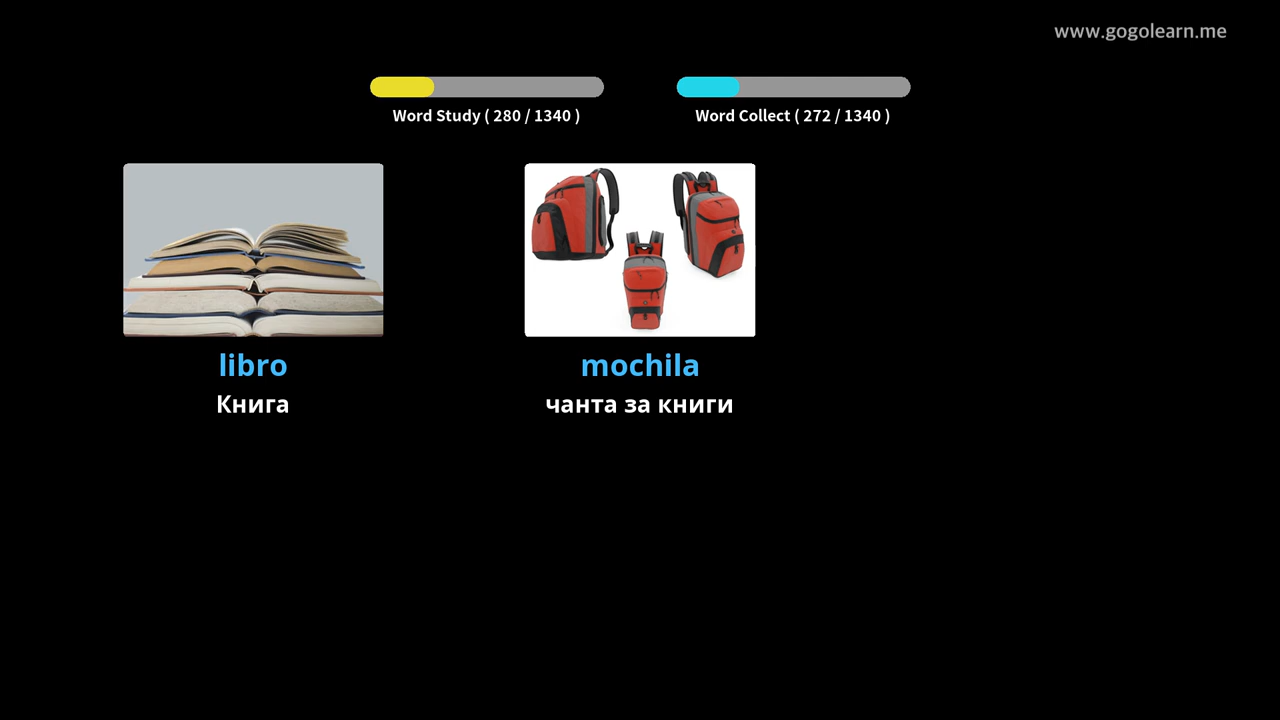 www.gogolearn.me
Word Study ( 280 / 1340 )
Word Collect ( 272 / 1340 )
libro
Книга
mochila
чанта за книги